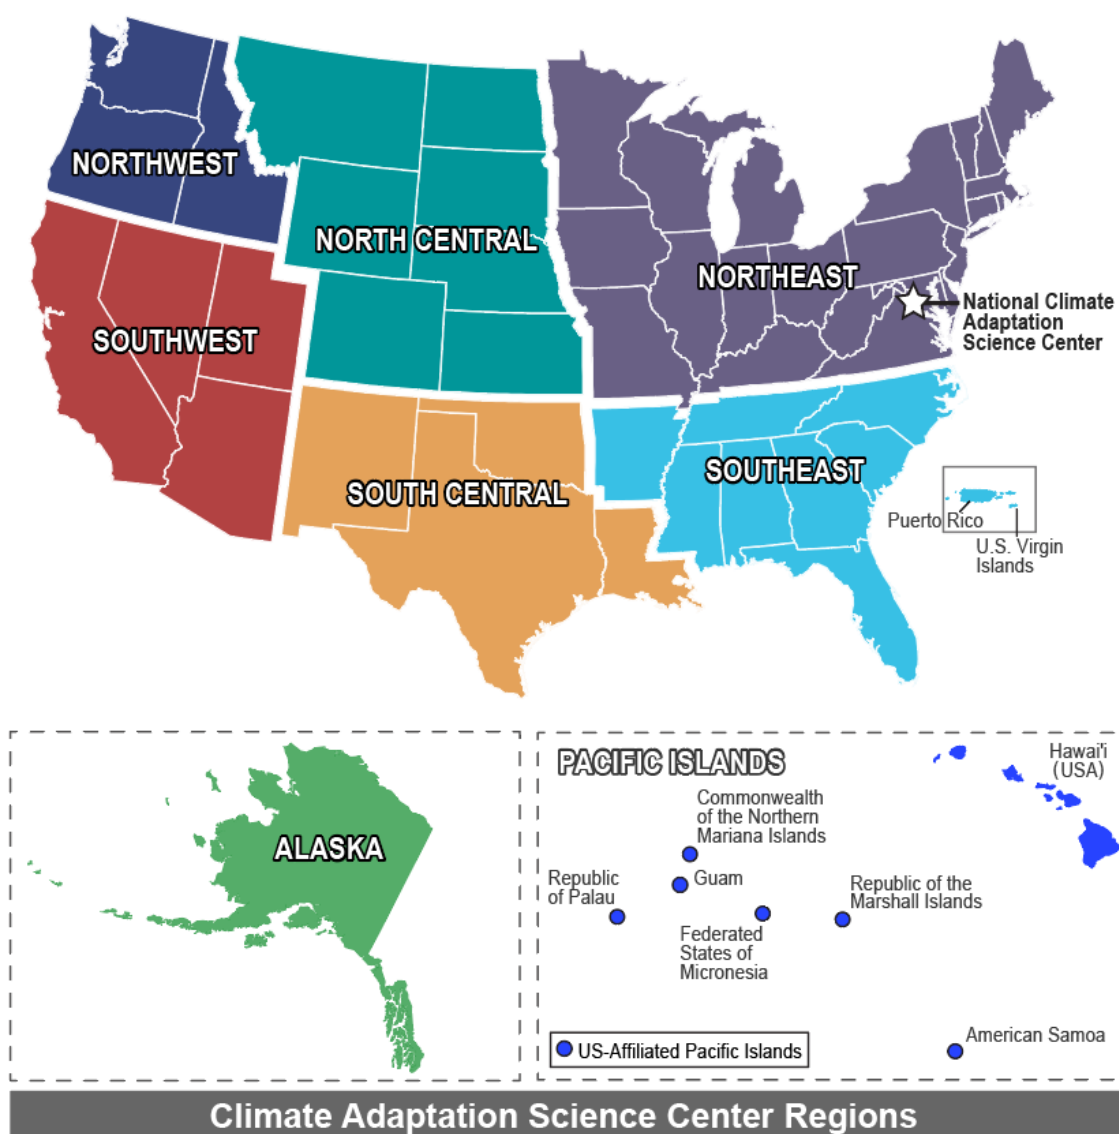 NORTHWEST
NORTH CENTRAL
NORTHEAST
National Climate
Adaptation
Science Center
SOUTHWEST
SOUTH CENTRAL
SOUTHEAST
Puerto Rico
U.S. Virgin
Islands
ALASKA
PACIFIC ISLANDS
Hawai'i
(USA)
Commonwealth
of the Northern
Mariana Islands
Guam
Republic
of Palau
Republic of the
Marshall Islands
Federated
States of
Micronesia
American Samoa
US-Affiliated Pacific Islands
Climate Adaptation Science Center Regions